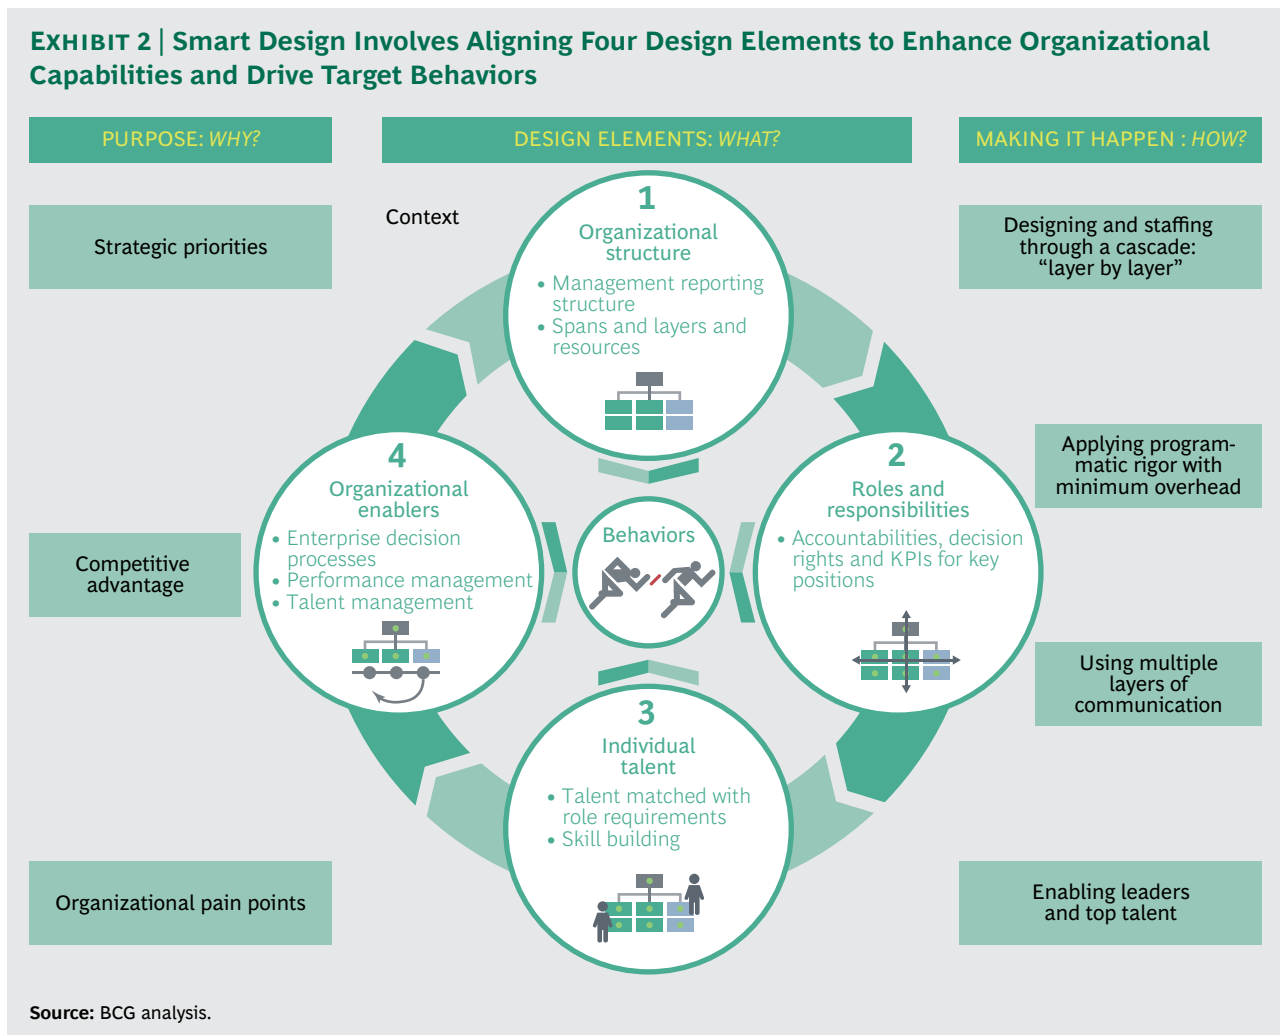 EXHIBIT 2 | Smart Design Involves Aligning Four Design Elements to Enhance Organizational
Capabilities and Drive Target Behaviors
PURPOSE: WHY?
Strategic priorities
Competitive
advantage
Organizational pain points
DESIGN ELEMENTS: WHAT?
Context
1
Organizational
structure
• Management reporting
structure
• Spans and layers and
resources
2
Roles and
responsibilities
• Accountabilities, decision
rights and KPIs for key
positions
3
Individual
talent
• Talent matched with
role requirements
• Skill building
4
Organizational
enablers
• Enterprise decision
processes
• Performance management
• Talent management
Behaviors
MAKING IT HAPPEN : HOW?
Designing and staffing
through a cascade:
“layer by layer”
Applying program-
matic rigor with
minimum overhead
Using multiple
layers of
communication
Enabling leaders
and top talent
Source: BCG analysis.